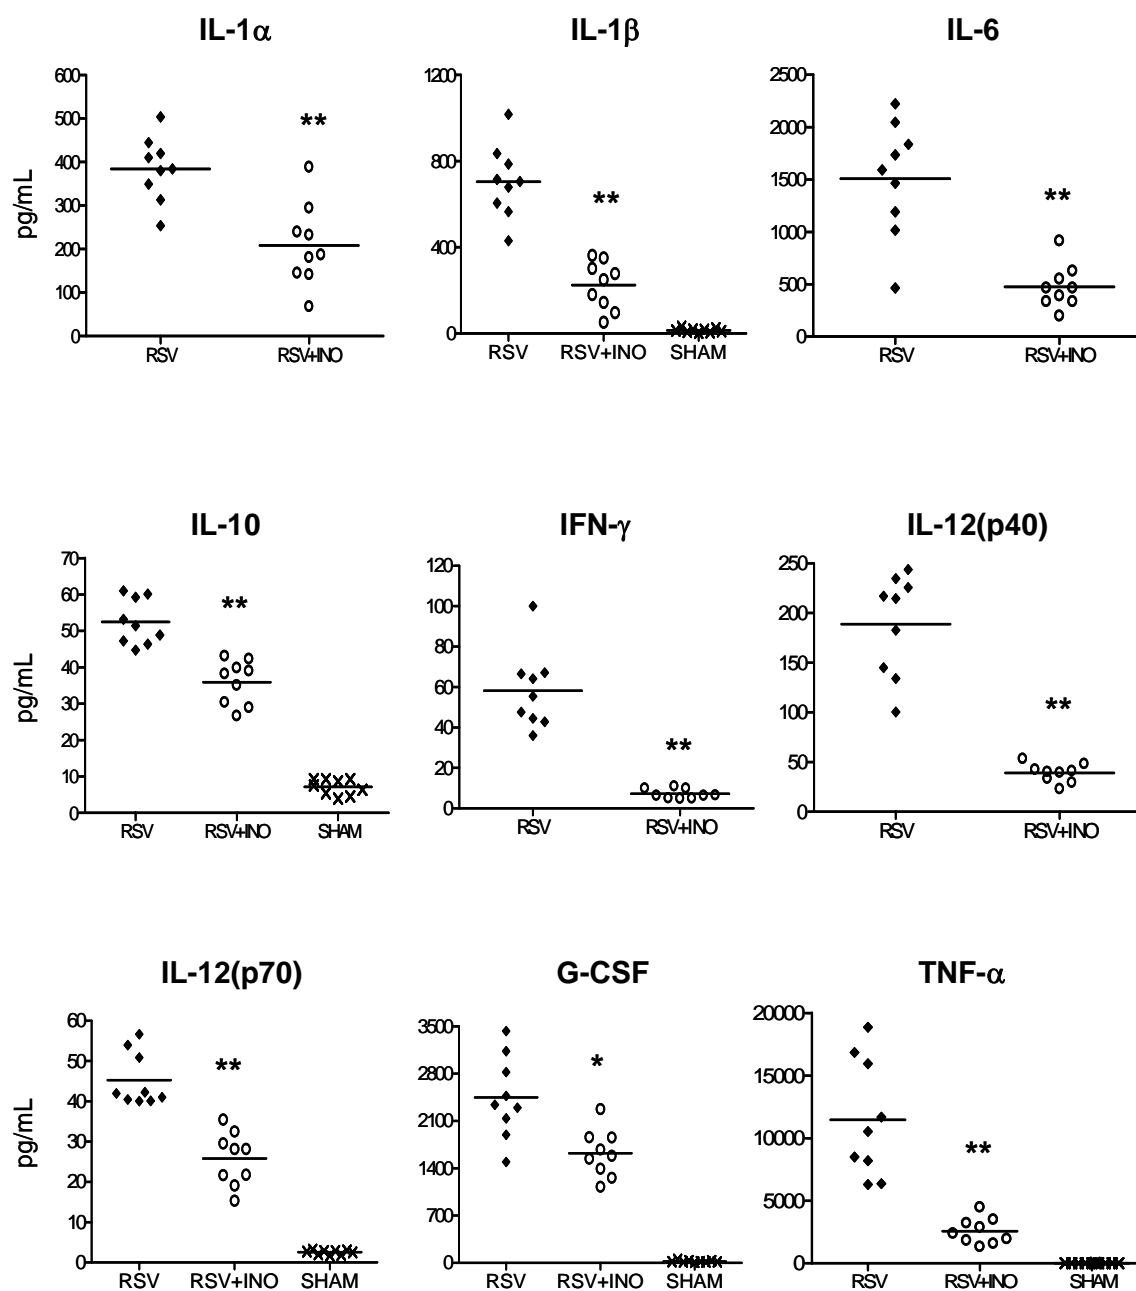 IL-1α
IL-1β
IL-6
pg/mL
600
500
400
300
200
100
0
**
RSV
RSV+INO
1200
800
400
0
**
RSV
RSV+INO
SHAM
2500
2000
1500
1000
500
0
**
RSV
RSV+INO
IL-10
IFN-γ
IL-12(p40)
pg/mL
70
60
50
40
30
20
10
0
**
RSV
RSV+INO
SHAM
120
100
80
60
40
20
0
**
RSV
RSV+INO
250
200
150
100
50
0
**
RSV
RSV+INO
IL-12(p70)
G-CSF
TNF-α
pg/mL
60
50
40
30
20
10
0
**
RSV
RSV+INO
SHAM
3500
2800
2100
1400
700
0
*
RSV
RSV+INO
SHAM
20000
15000
10000
5000
0
**
RSV
RSV+INO
SHAM